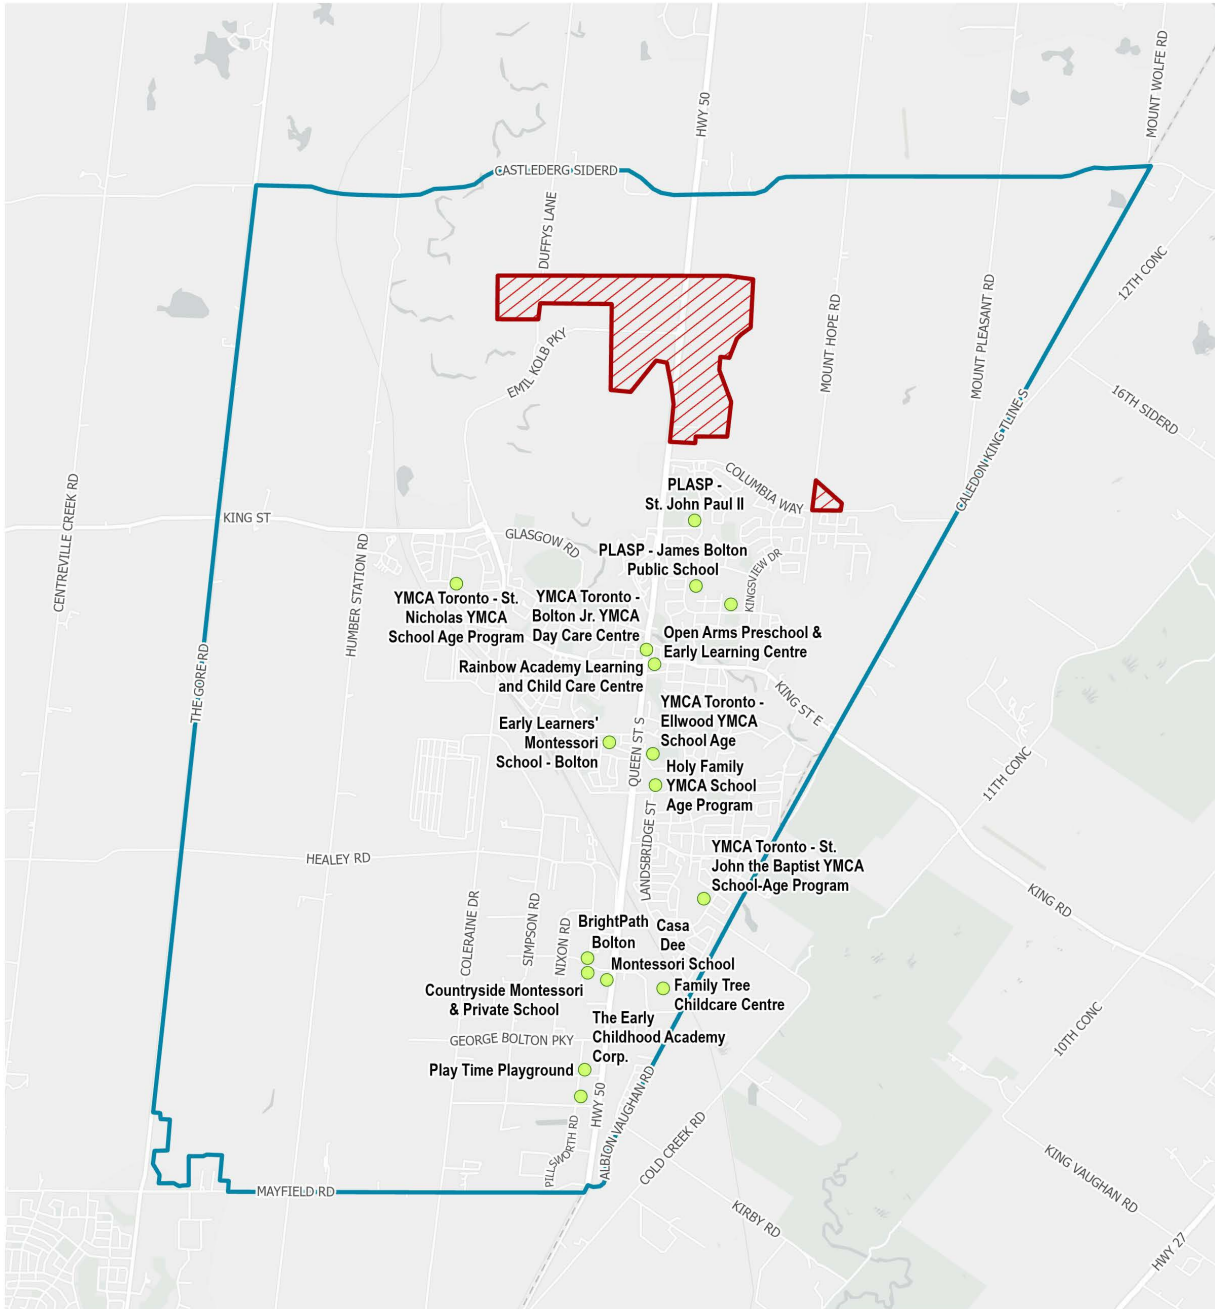 MOUNT WOLFE RD
HWY 50
CASTLEDERG SIDERD
DUFFYS LANE
12TH CONC
MOUNT HOPE RD
MOUNT PLEASANT RD
EMIL KOLB PKY
16TH SIDERD
CALEDON KING TLINE S
COLUMBIA WAY
CENTREVILLE CREEK RD
KING ST
PLASP -
St. John Paul II
GLASGOW RD
HUMBER STATION RD
PLASP - James Bolton
Public School
KINGSVIEW DR
YMCA Toronto - St.
Nicholas YMCA
School Age Program
YMCA Toronto -
Bolton Jr. YMCA
Day Care Centre
Open Arms Preschool &
Early Learning Centre
Rainbow Academy Learning
and Child Care Centre
THE GORE RD
KING ST E
YMCA Toronto -
Ellwood YMCA
School Age
Early Learners'
Montessori
School - Bolton
QUEEN ST S
Holy Family
YMCA School
Age Program
11TH CONC
LANDSBRIDGE ST
HEALEY RD
YMCA Toronto - St.
John the Baptist YMCA
School-Age Program
KING RD
COLERAINE DR
SIMPSON RD
NIXON RD
BrightPath
Bolton
Casa
Dee
Montessori School
Countryside Montessori
& Private School
Family Tree
Childcare Centre
The Early
Childhood Academy
Corp.
GEORGE BOLTON PKY
10TH CONC
Play Time Playground
HWY 50
ALBION VAUGHAN RD
PILLSWORTH RD
COLD CREEK RD
KING VAUGHAN RD
MAYFIELD RD
KIRBY RD
HWY 27